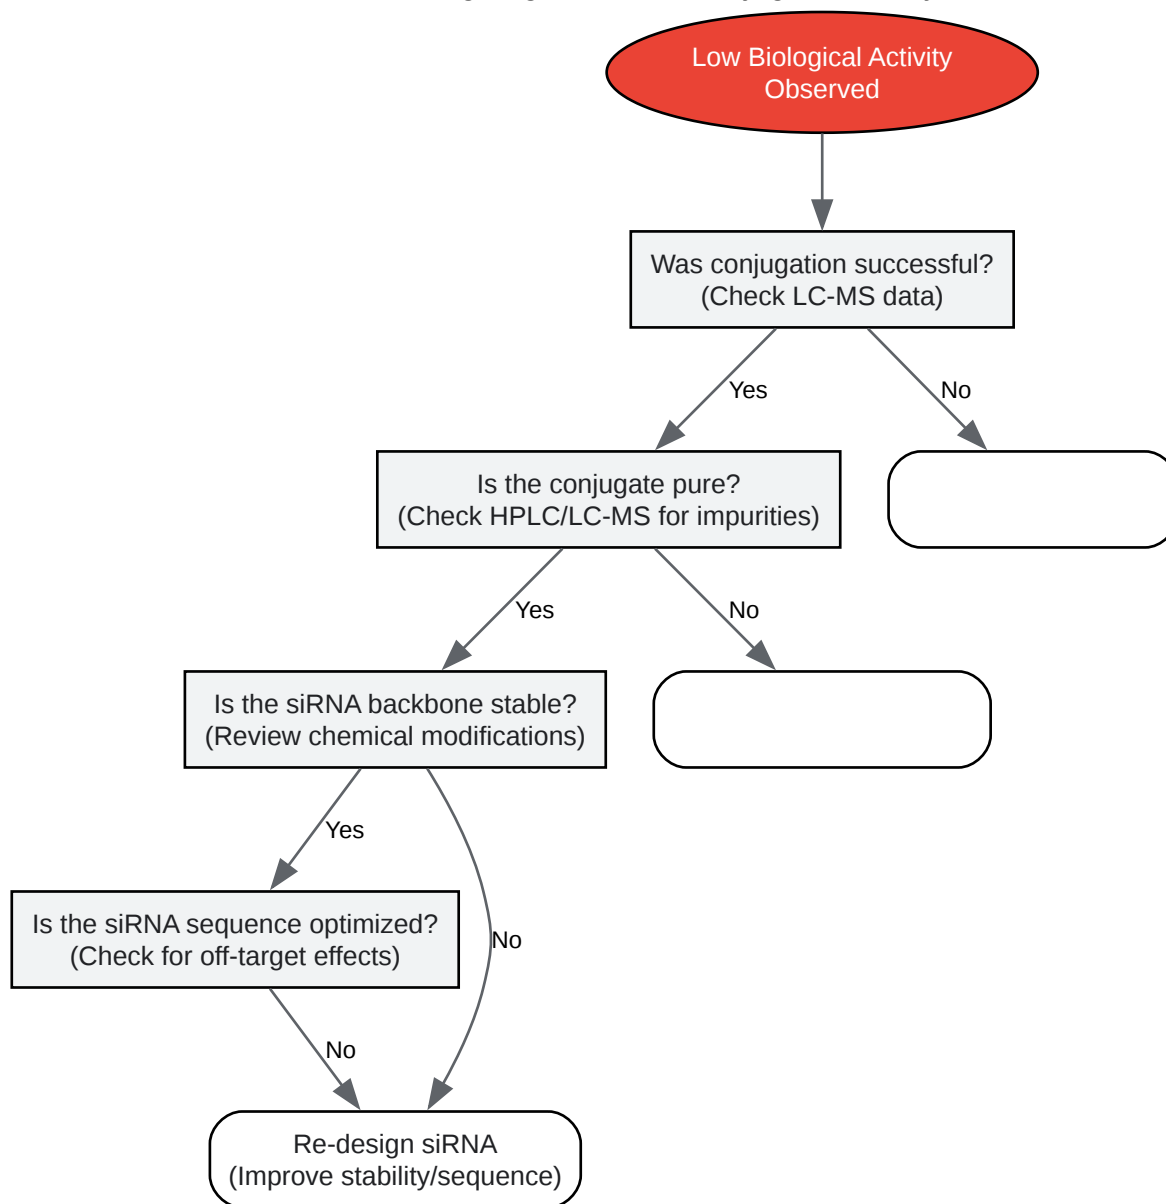 Low Biological Activity
Observed
Was conjugation successful?
(Check LC-MS data)
Yes
No
Is the conjugate pure?
(Check HPLC/LC-MS for impurities)
Yes
No
Is the siRNA backbone stable?
(Review chemical modifications)
Yes
Is the siRNA sequence optimized?
(Check for off-target effects)
No
No
Re-design siRNA
(Improve stability/sequence)